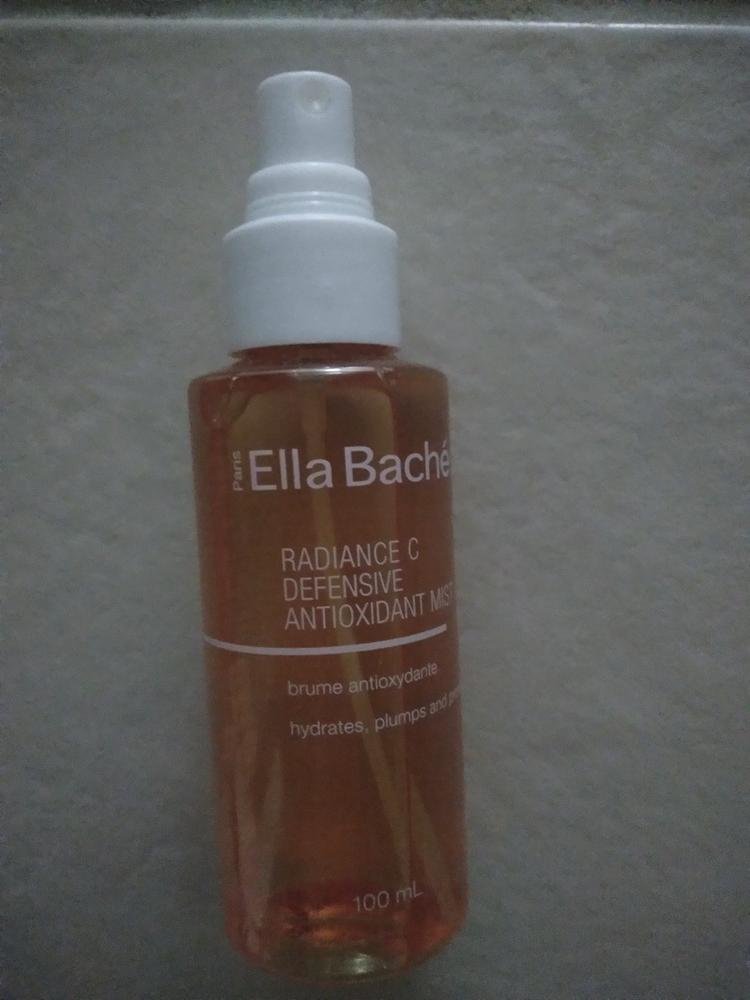 Paris
Ella Baché
RADIANCE C
DEFENSIVE
ANTIOXIDANT MIST
brume antioxydante
hydrates, plumps and
100 mL